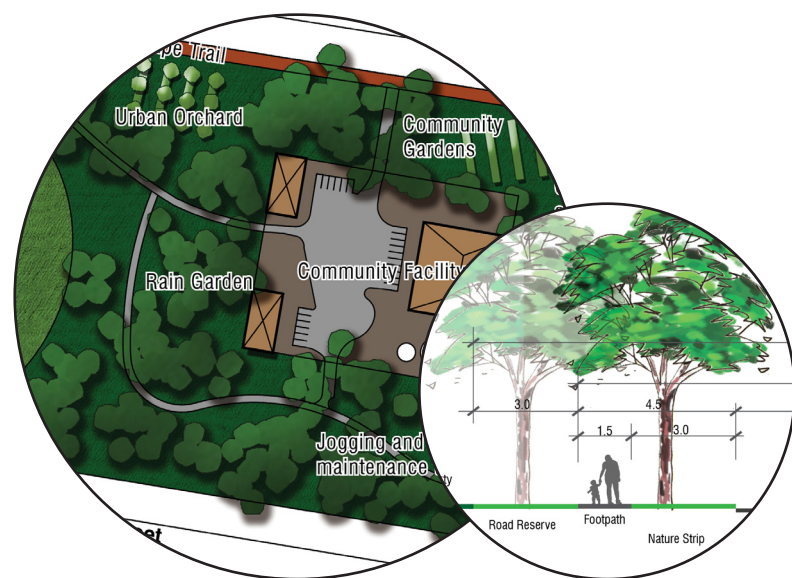 Trail
Urban Orchard
Community
Gardens
Rain Garden
Community Facility
Jogging and
maintenance
3.0
4.5
1.5
3.0
Road Reserve
Footpath
Nature Strip